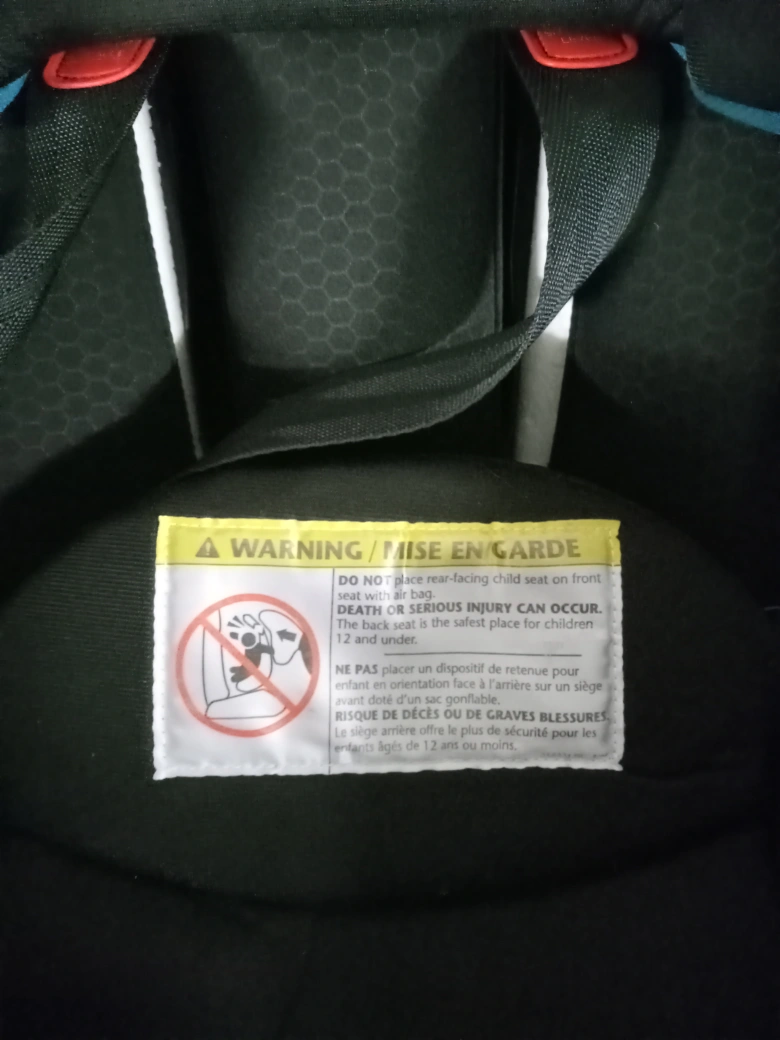 WARNING / MISE EN GARDE
DO NOT place rear-facing child seat on front
seat with air bag.
DEATH OR SERIOUS INJURY CAN OCCUR.
The back seat is the safest place for children
12 and under.
NE PAS placer un dispositif de retenue pour
enfant en orientation face à l'arrière sur un siège
avant doté d'un sac gonflable.
RISQUE DE DÉCÈS OU DE GRAVES BLESSURES.
Le siège arrière offre le plus de sécurité pour les
enfants âgés de 12 ans ou moins.